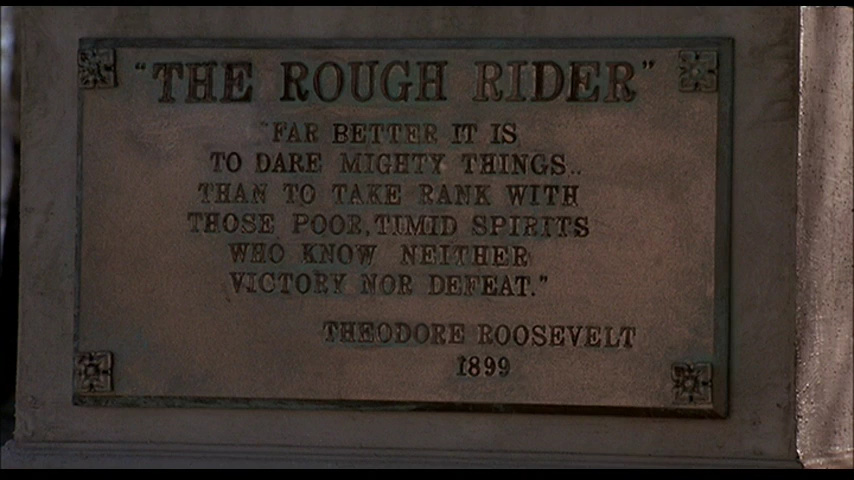 "THE ROUGH RIDER"
"FAR BETTER IT IS
TO DARE MIGHTY THINGS..
THAN TO TAKE RANK WITH
THOSE POOR, TIMID SPIRITS
WHO KNOW NEITHER
VICTORY NOR DEFEAT."
THEODORE ROOSEVELT
1899